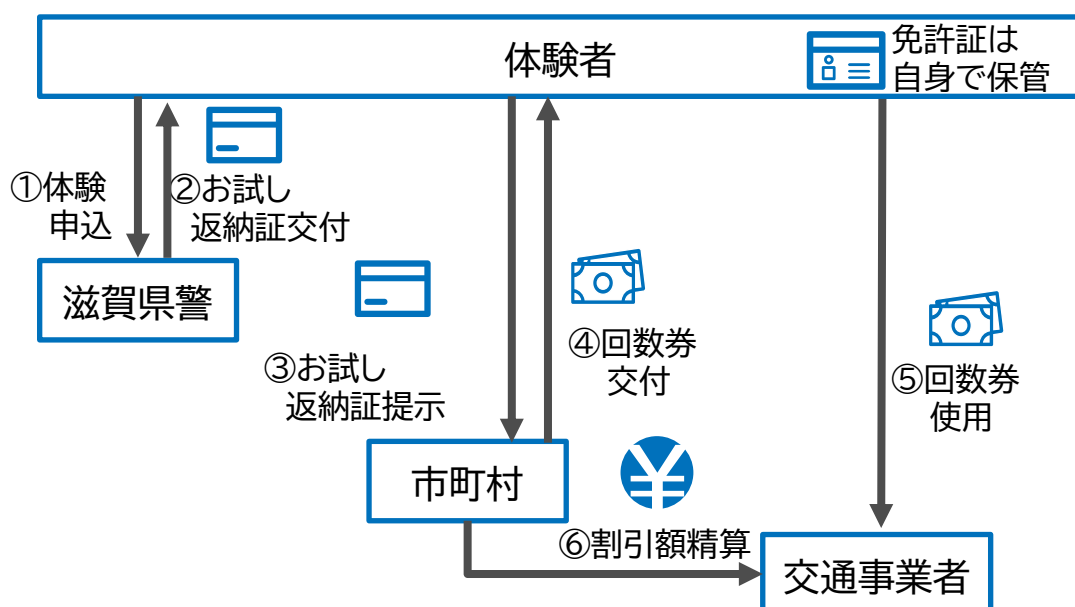 体験者
免許証は
自身で保管
①体験
申込
②お試し
返納証交付
滋賀県警
③お試し
返納証提示
④回数券
交付
⑤回数券
使用
市町村
⑥割引額精算
交通事業者